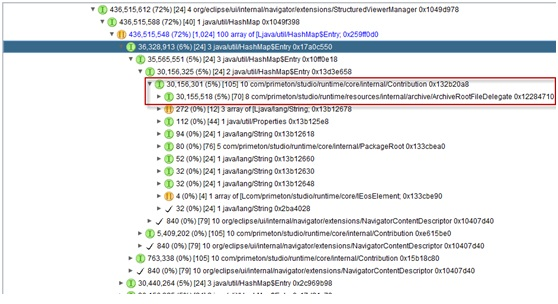 436,515,612 (72%) [24] 4 org/eclipse/ui/internal/navigator/extensions/StructuredViewerManager 0x1049d978
436,515,588 (72%) [40] 1 java/util/HashMap 0x1049f398
436,515,548 (72%) [1,024] 100 array of [Ljava/util/HashMap$Entry; 0x259ff0d0
36,328,913 (6%) [24] 3 java/util/HashMap$Entry 0x17a0c550
35,565,551 (5%) [24] 3 java/util/HashMap$Entry 0x10ff0e18
30,156,325 (5%) [24] 2 java/util/HashMap$Entry 0x13d3e658
30,156,301 (5%) [105] 10 com/primeton/studio/runtime/core/internal/Contribution 0x132b20a8
30,155,518 (5%) [70] 8 com/primeton/studio/runtime/resources/internal/archive/ArchiveRootFileDelegate 0x12284710
272 (0%) [12] 3 array of [Ljava/lang/String; 0x13b12678
112 (0%) [44] 1 java/util/Properties 0x13b125e8
94 (0%) [24] 1 java/lang/String 0x13b12618
80 (0%) [76] 5 com/primeton/studio/runtime/core/internal/PackageRoot 0x133cbea0
52 (0%) [24] 1 java/lang/String 0x13b12660
32 (0%) [24] 1 java/lang/String 0x13b12630
32 (0%) [24] 1 java/lang/String 0x13b12648
4 (0%) [4] 1 array of [Lcom/primeton/studio/runtime/core/IEosElement; 0x133cbe90
32 (0%) [24] 1 java/lang/String 0x2ba4028
840 (0%) [79] 10 org/eclipse/ui/internal/navigator/extensions/NavigatorContentDescriptor 0x10407d40
5,409,202 (0%) [105] 10 com/primeton/studio/runtime/core/internal/Contribution 0xe615be0
840 (0%) [79] 10 org/eclipse/ui/internal/navigator/extensions/NavigatorContentDescriptor 0x10407d40
763,338 (0%) [105] 10 com/primeton/studio/runtime/core/internal/Contribution 0x15b18c80
840 (0%) [79] 10 org/eclipse/ui/internal/navigator/extensions/NavigatorContentDescriptor 0x10407d40
30,440,264 (5%) [24] 3 java/util/HashMap$Entry 0x2c969b98